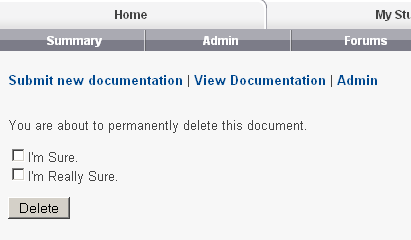 Home My Stu
Summary Admin Forums
Submit new documentation | View Documentation | Admin
You are about to permanently delete this document.
I'm Sure.
I'm Really Sure.
Delete